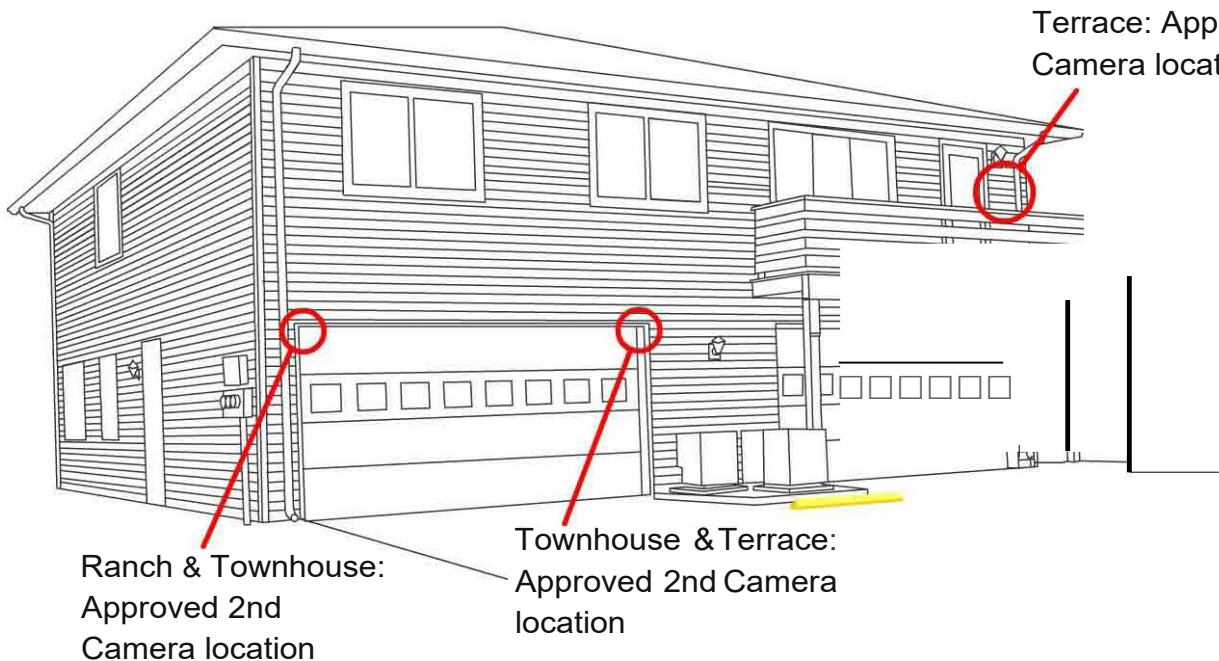 Terrace: App
Camera locat
Ranch & Townhouse:
Approved 2nd
Camera location
Townhouse & Terrace:
Approved 2nd Camera
location